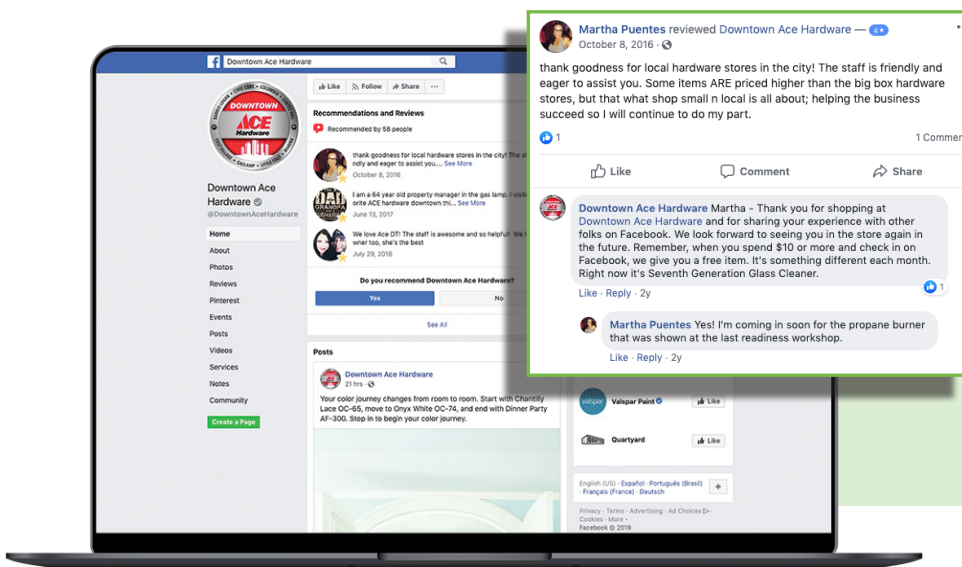 Downtown Ace Hardware
DOWNTOWN
ACE
Hardware
Downtown Ace
Hardware
@DowntownAceHardware
Home
About
Photos
Reviews
Pinterest
Events
Posts
Videos
Services
Notes
Community
Create a Page
Like Follow Share ...
Recommendations and Reviews
Recommended by 58 people
thank goodness for local hardware stores in the city! The st
ndly and eager to assist you.... See More
October 8, 2016
I am a 64 year old property manager in the gas lamp. I visit
orite ACE hardware downtown thi... See More
June 13, 2017
We love Ace DT! The staff is awesome and so helpful! We
wner too, she's the best
July 29, 2016
Do you recommend Downtown Ace Hardware?
Yes No
See All
Posts
Downtown Ace Hardware
21 hrs ·
Your color journey changes from room to room. Start with Chantilly
Lace OC-65, move to Onyx White OC-74, and end with Dinner Party
AF-300. Stop in to begin your color journey.
Martha Puentes reviewed Downtown Ace Hardware — 4★
October 8, 2016 ·
thank goodness for local hardware stores in the city! The staff is friendly and
eager to assist you. Some items ARE priced higher than the big box hardware
stores, but that what shop small n local is all about; helping the business
succeed so I will continue to do my part.
1 1 Commen
Like Comment Share
Downtown Ace Hardware Martha - Thank you for shopping at
Downtown Ace Hardware and for sharing your experience with other
folks on Facebook. We look forward to seeing you in the store again in
the future. Remember, when you spend $10 or more and check in on
Facebook, we give you a free item. It's something different each month.
Right now it's Seventh Generation Glass Cleaner.
1
Like · Reply · 2y
Martha Puentes Yes! I'm coming in soon for the propane burner
that was shown at the last readiness workshop.
Like · Reply · 2y
valspar Valspar Paint Like
Quartyard Like
English (US) · Español · Português (Brasil)
· Français (France) · Deutsch
+
Privacy · Terms · Advertising · Ad Choices ·
Cookies · More
Facebook © 2019